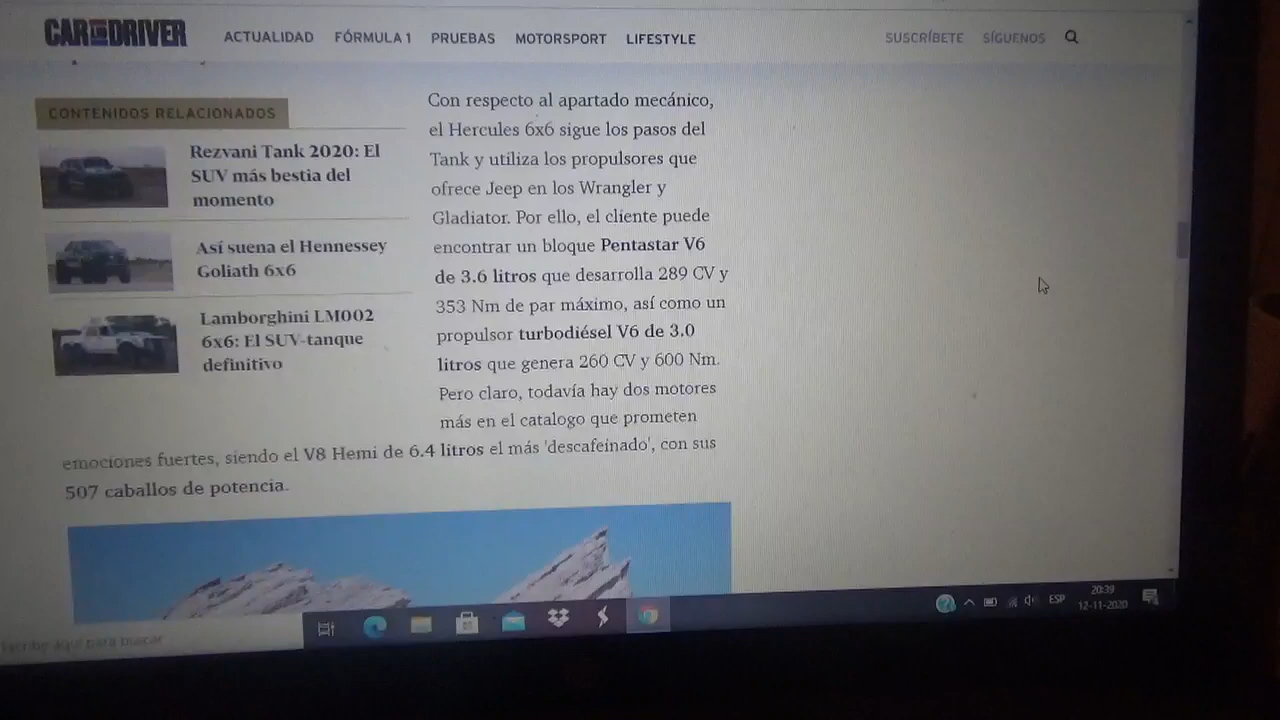 CAR AND DRIVER
ACTUALIDAD FÓRMULA 1 PRUEBAS MOTORSPORT LIFESTYLE SUSCRÍBETE SÍGUENOS
CONTENIDOS RELACIONADOS
Rezvani Tank 2020: El
SUV más bestia del
momento
Así suena el Hennessey
Goliath 6x6
Lamborghini LM002
6x6: El SUV-tanque
definitivo
Con respecto al apartado mecánico,
el Hercules 6x6 sigue los pasos del
Tank y utiliza los propulsores que
ofrece Jeep en los Wrangler y
Gladiator. Por ello, el cliente puede
encontrar un bloque Pentastar V6
de 3.6 litros que desarrolla 289 CV y
353 Nm de par máximo, así como un
propulsor turbodiésel V6 de 3.0
litros que genera 260 CV y 600 Nm.
Pero claro, todavía hay dos motores
más en el catalogo que prometen
emociones fuertes, siendo el V8 Hemi de 6.4 litros el más 'descafeinado', con sus
507 caballos de potencia.
Escribe aquí para buscar
ESP
20:39
12-11-2020